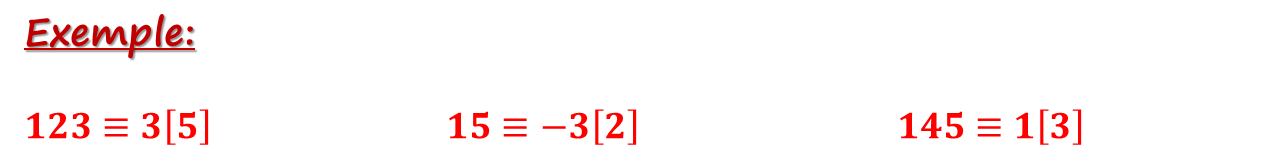 Exemple:
123 ≡ 3[5] 15 ≡ −3[2] 145 ≡ 1[3]